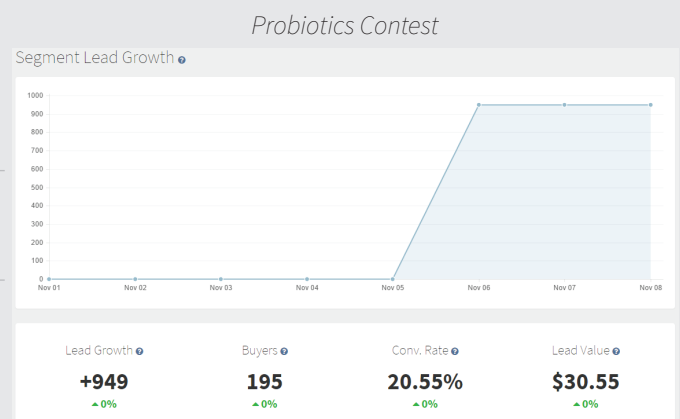 Probiotics Contest
Segment Lead Growth ?
1000
900
800
700
600
500
400
300
200
100
0
Nov 01 Nov 02 Nov 03 Nov 04 Nov 05 Nov 06 Nov 07 Nov 08
Lead Growth ? Buyers ? Conv. Rate ? Lead Value ?
+949 195 20.55% $30.55
0% 0% 0% 0%